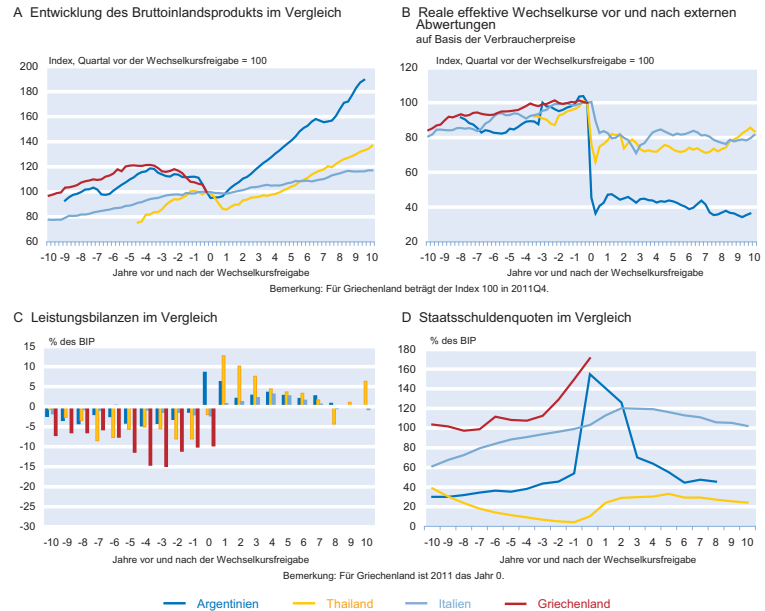 A Entwicklung des Bruttoinlandsprodukts im Vergleich
Index, Quartal vor der Wechselkursfreigabe = 100
200
180
160
140
120
100
80
60
-10 -9 -8 -7 -6 -5 -4 -3 -2 -1 0 1 2 3 4 5 6 7 8 9 10
Jahre vor und nach der Wechselkursfreigabe
B Reale effektive Wechselkurse vor und nach externen
Abwertungen
auf Basis der Verbraucherpreise
Index, Quartal vor der Wechselkursfreigabe = 100
120
100
80
60
40
20
-10 -9 -8 -7 -6 -5 -4 -3 -2 -1 0 1 2 3 4 5 6 7 8 9 10
Jahre vor und nach der Wechselkursfreigabe
Bemerkung: Für Griechenland beträgt der Index 100 in 2011Q4.
C Leistungsbilanzen im Vergleich
% des BIP
15
10
5
0
-5
-10
-15
-20
-25
-30
-10 -9 -8 -7 -6 -5 -4 -3 -2 -1 0 1 2 3 4 5 6 7 8 9 10
Jahre vor und nach der Wechselkursfreigabe
D Staatsschuldenquoten im Vergleich
% des BIP
180
160
140
120
100
80
60
40
20
0
-10 -9 -8 -7 -6 -5 -4 -3 -2 -1 0 1 2 3 4 5 6 7 8 9 10
Jahre vor und nach der Wechselkursfreigabe
Bemerkung: Für Griechenland ist 2011 das Jahr 0.
Argentinien Thailand Italien Griechenland